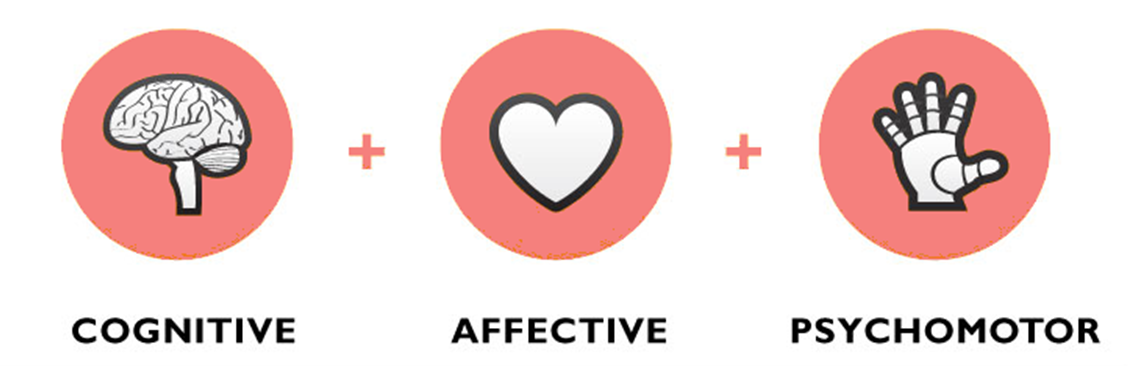 + +
COGNITIVE AFFECTIVE PSYCHOMOTOR